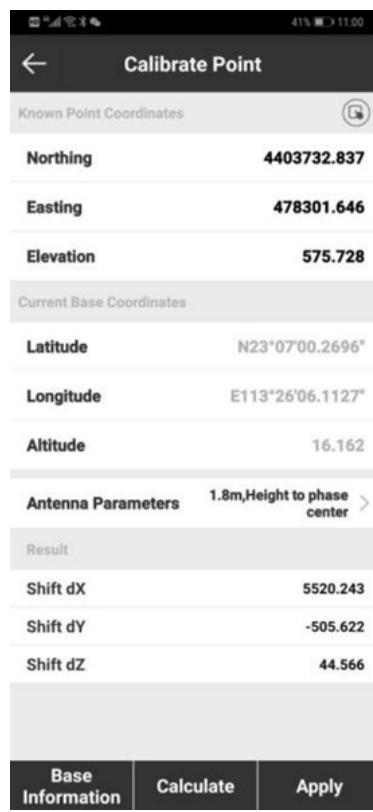 41% 11:00
Calibrate Point
Known Point Coordinates
Northing 4403732.837
Easting 478301.646
Elevation 575.728
Current Base Coordinates
Latitude N23°07'00.2696"
Longitude E113°26'06.1127"
Altitude 16.162
Antenna Parameters 1.8m,Height to phase
center
Result
Shift dX 5520.243
Shift dY -505.622
Shift dZ 44.566
Base
Information Calculate Apply